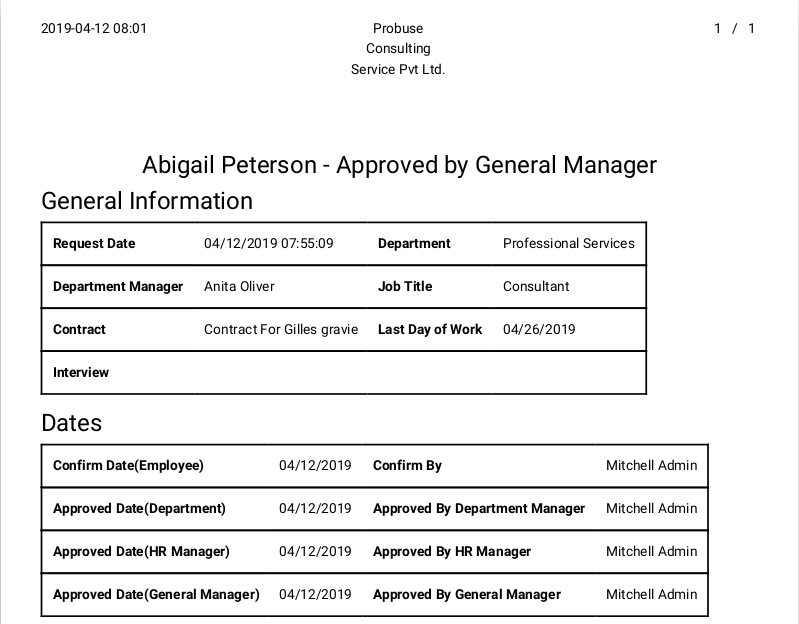 2019-04-12 08:01 Probuse 1 / 1
Consulting
Service Pvt Ltd.
Abigail Peterson - Approved by General Manager
General Information
Request Date 04/12/2019 07:55:09 Department Professional Services
Department Manager Anita Oliver Job Title Consultant
Contract Contract For Gilles gravie Last Day of Work 04/26/2019
Interview
Dates
Confirm Date(Employee) 04/12/2019 Confirm By Mitchell Admin
Approved Date(Department) 04/12/2019 Approved By Department Manager Mitchell Admin
Approved Date(HR Manager) 04/12/2019 Approved By HR Manager Mitchell Admin
Approved Date(General Manager) 04/12/2019 Approved By General Manager Mitchell Admin